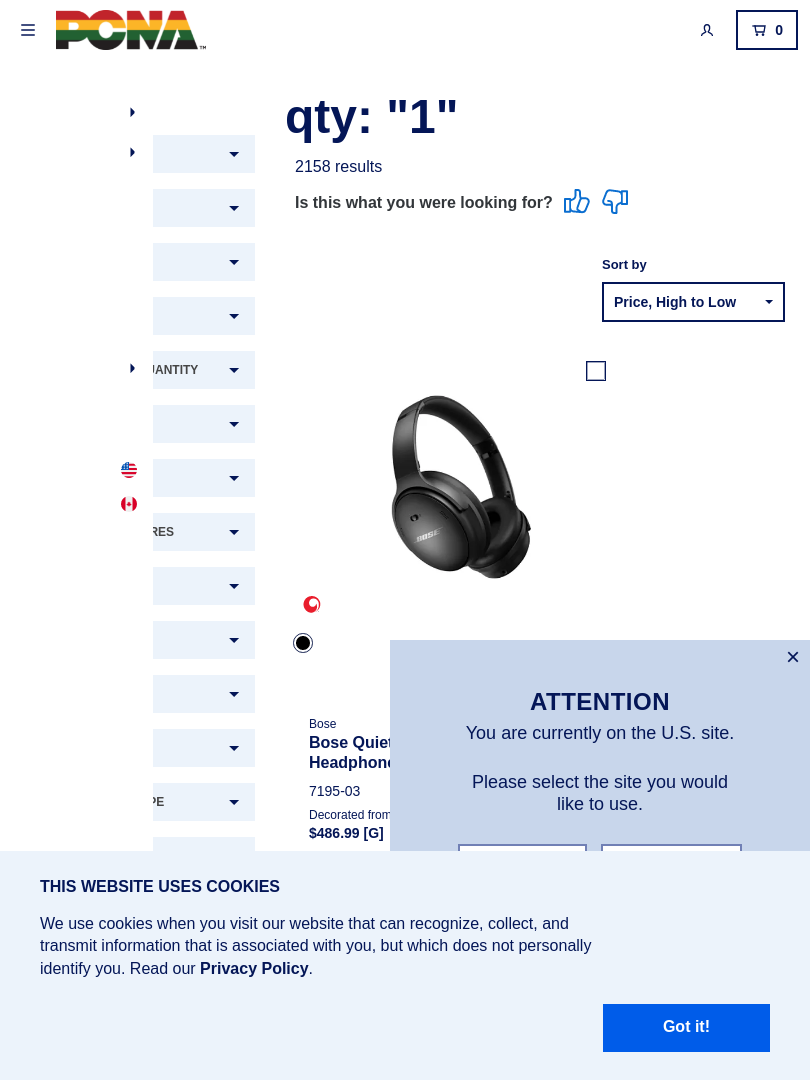 PCNA™
0
qty: "1"
2158 results
Is this what you were looking for?
Sort by
Price, High to Low
UANTITY
RES
BOSE
Bose
Bose Quiet
Headphone
7195-03
Decorated from
$486.99 [G]
PE
×
ATTENTION
You are currently on the U.S. site.
Please select the site you would
like to use.
THIS WEBSITE USES COOKIES
We use cookies when you visit our website that can recognize, collect, and
transmit information that is associated with you, but which does not personally
identify you. Read our Privacy Policy.
Got it!